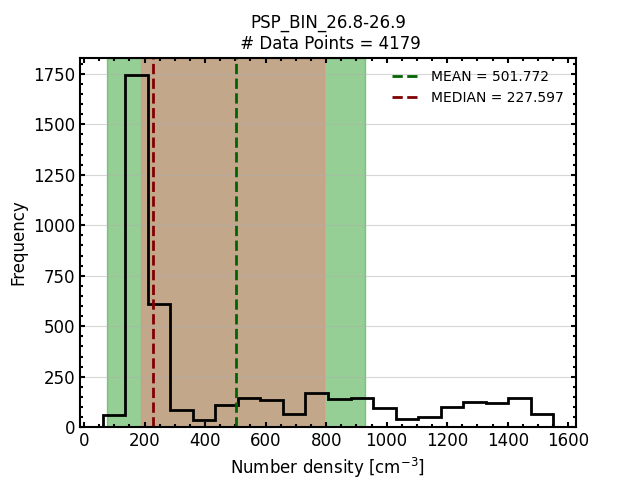 PSP_BIN_26.8-26.9
# Data Points = 4179
MEAN = 501.772
MEDIAN = 227.597
Frequency
1750
1500
1250
1000
750
500
250
0
0 200 400 600 800 1000 1200 1400 1600
Number density [cm⁻³]